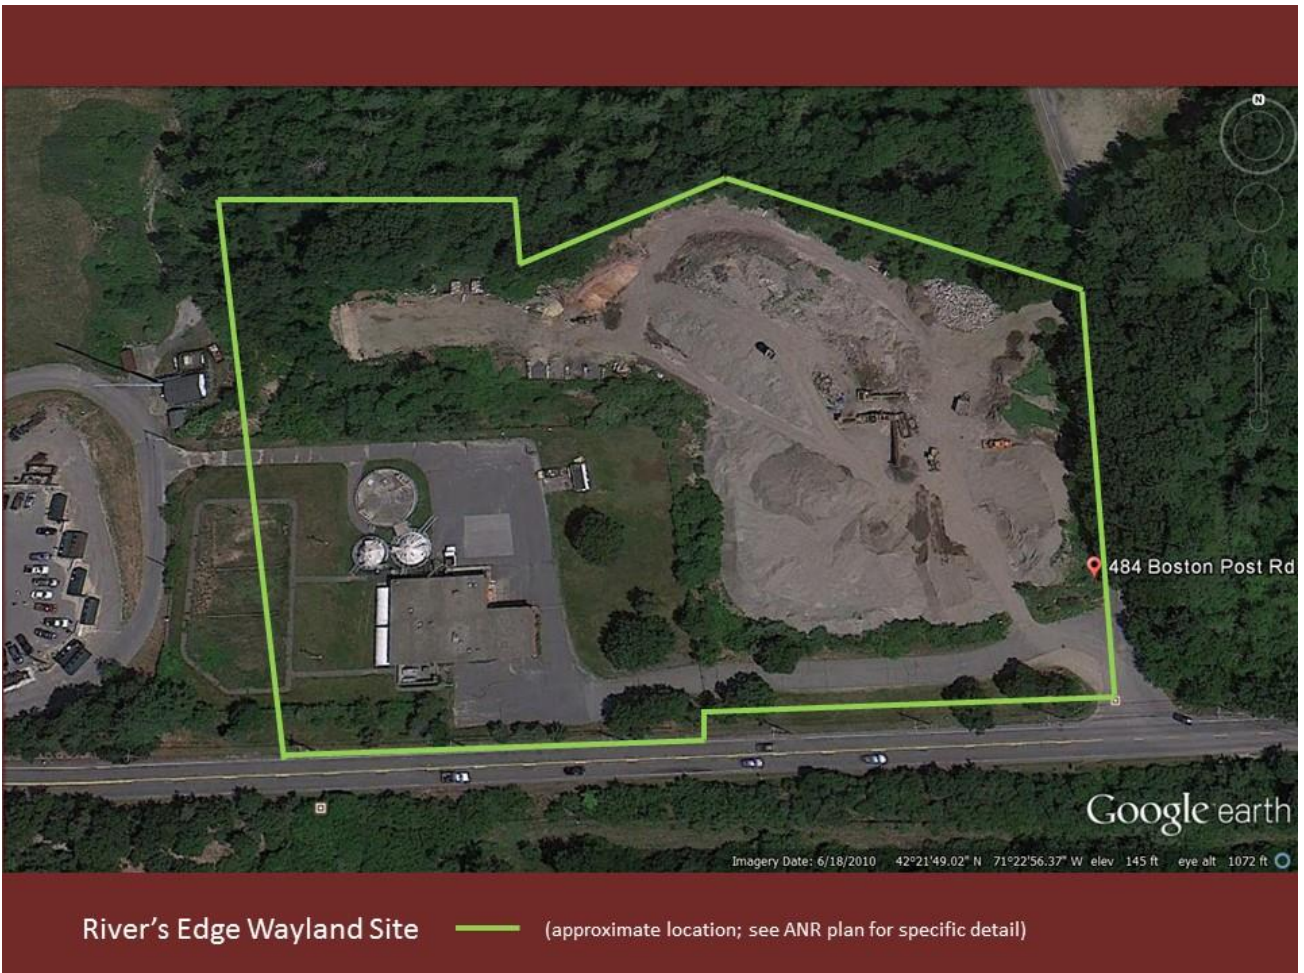 N
484 Boston Post Rd
Google earth
Imagery Date: 6/18/2010 42°21'49.02" N 71°22'56.37" W elev 145 ft eye alt 1072 ft
River's Edge Wayland Site
(approximate location; see ANR plan for specific detail)